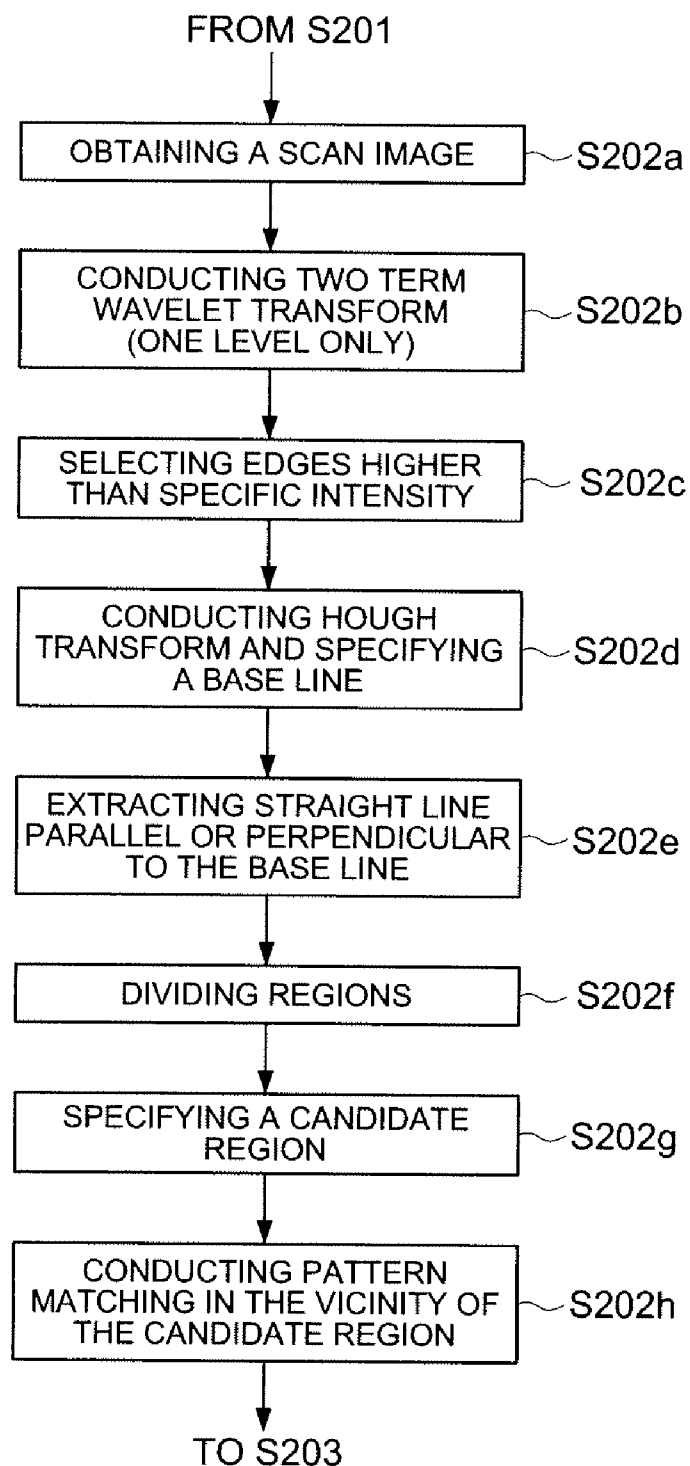 FROM S201
OBTAINING A SCAN IMAGE
S202a
CONDUCTING TWO TERM
WAVELET TRANSFORM
(ONE LEVEL ONLY)
S202b
SELECTING EDGES HIGHER
THAN SPECIFIC INTENSITY
S202c
CONDUCTING HOUGH
TRANSFORM AND SPECIFYING
A BASE LINE
S202d
EXTRACTING STRAIGHT LINE
PARALLEL OR PERPENDICULAR
TO THE BASE LINE
S202e
DIVIDING REGIONS
S202f
SPECIFYING A CANDIDATE
REGION
S202g
CONDUCTING PATTERN
MATCHING IN THE VICINITY OF
THE CANDIDATE REGION
S202h
TO S203